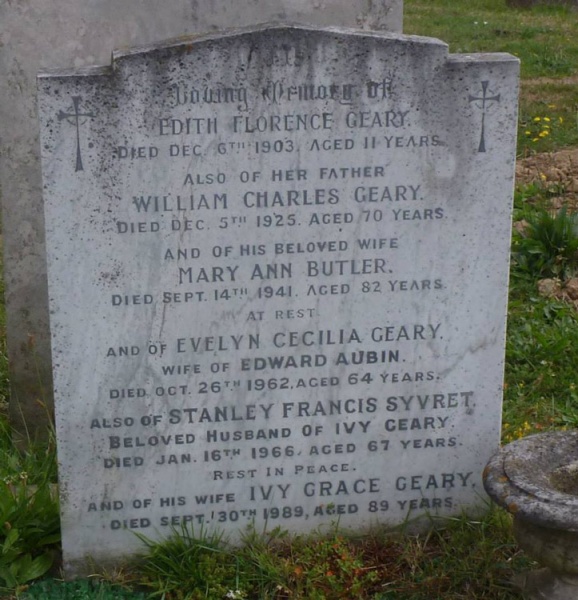 Loving Memory of
EDITH FLORENCE GEARY.
DIED DEC. 6TH 1903. AGED 11 YEARS.
ALSO OF HER FATHER
WILLIAM CHARLES GEARY.
DIED DEC. 5TH 1925. AGED 70 YEARS.
AND OF HIS BELOVED WIFE
MARY ANN BUTLER.
DIED SEPT. 14TH 1941. AGED 82 YEARS.
AT REST
AND OF EVELYN CECILIA GEARY,
WIFE OF EDWARD AUBIN.
DIED OCT. 26TH 1962, AGED 64 YEARS.
ALSO OF STANLEY FRANCIS SYVRET.
BELOVED HUSBAND OF IVY GEARY
DIED JAN. 16TH 1966. AGED 67 YEARS.
REST IN PEACE.
AND OF HIS WIFE IVY GRACE GEARY.
DIED SEPT. 30TH 1989, AGED 89 YEARS.